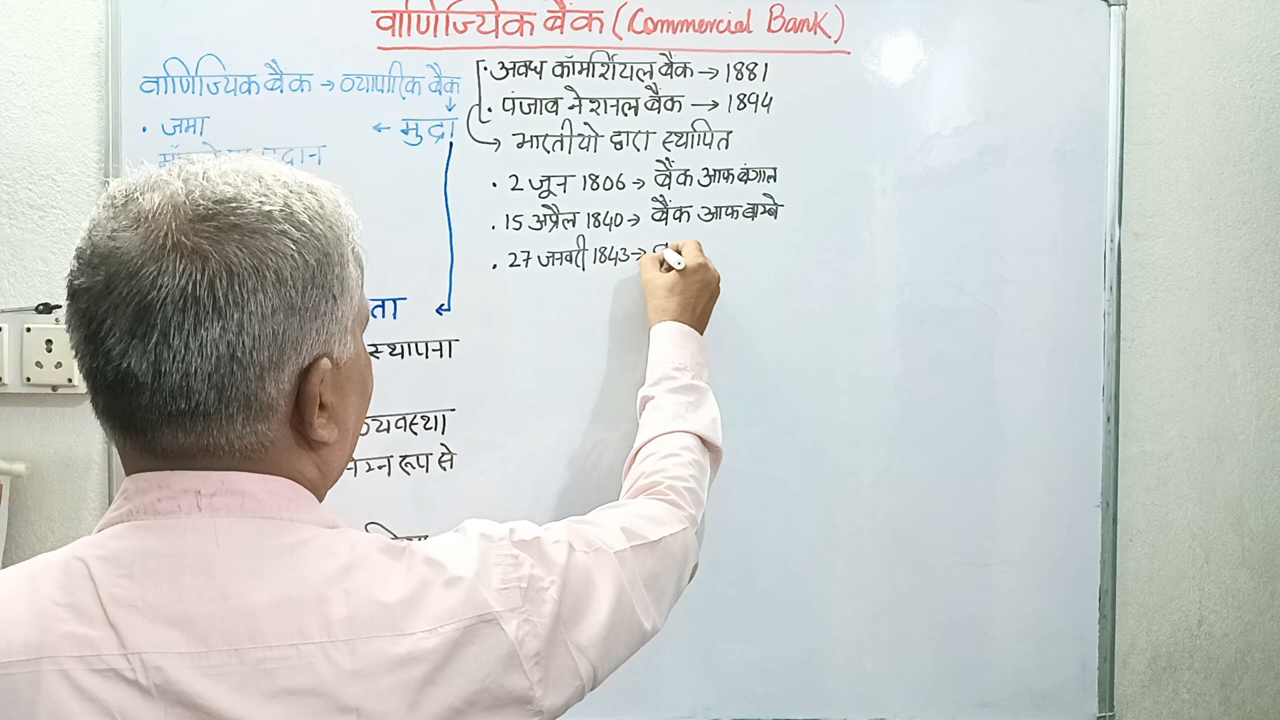 वाणिज्यिक बैंक (Commercial Bank)
वाणिज्यिक बैंक → व्यापारिक बैंक
• जमा ← मुद्रा
ता
स्थापना
व्यवस्था
रूप से
• अवध कॉमर्शियल बैंक → 1881
• पंजाव नेशनल बैंक → 1894
→ भारतीयो द्वारा स्थापित
• 2 जून 1806 → बैंक आफ बंगाल
• 15 अप्रैल 1840 → बैंक आफ बाम्बे
• 27 जनवरी 1843 →